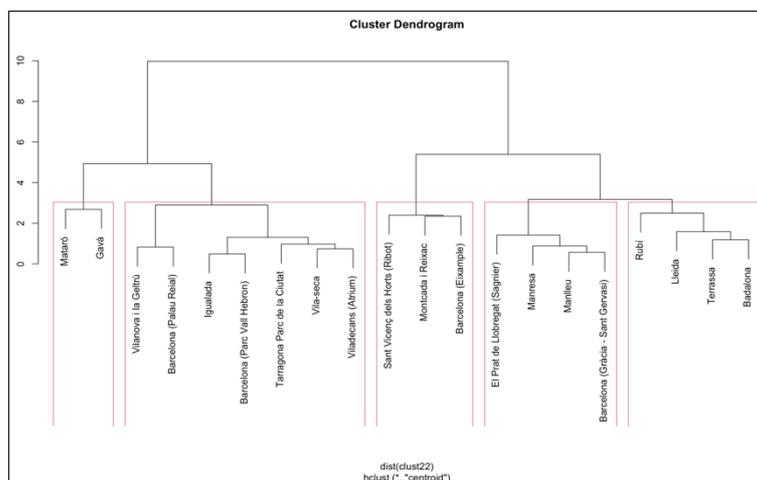 Cluster Dendrogram
10
8
6
4
2
0
Mataró
Gavà
Vilanova i la Geltrú
Barcelona (Palau Reial)
Igualada
Barcelona (Parc Vall Hebron)
Tarragona Parc de la Ciutat
Vila-seca
Viladecans (Atrium)
Sant Vicenç dels Horts (Ribot)
Montcada i Reixac
Barcelona (Eixample)
El Prat de Llobregat (Sagnier)
Manresa
Manlleu
Barcelona (Gràcia - Sant Gervasi)
Rubí
Lleida
Terrassa
Badalona
dist(clust22)
hclust (*, "centroid")